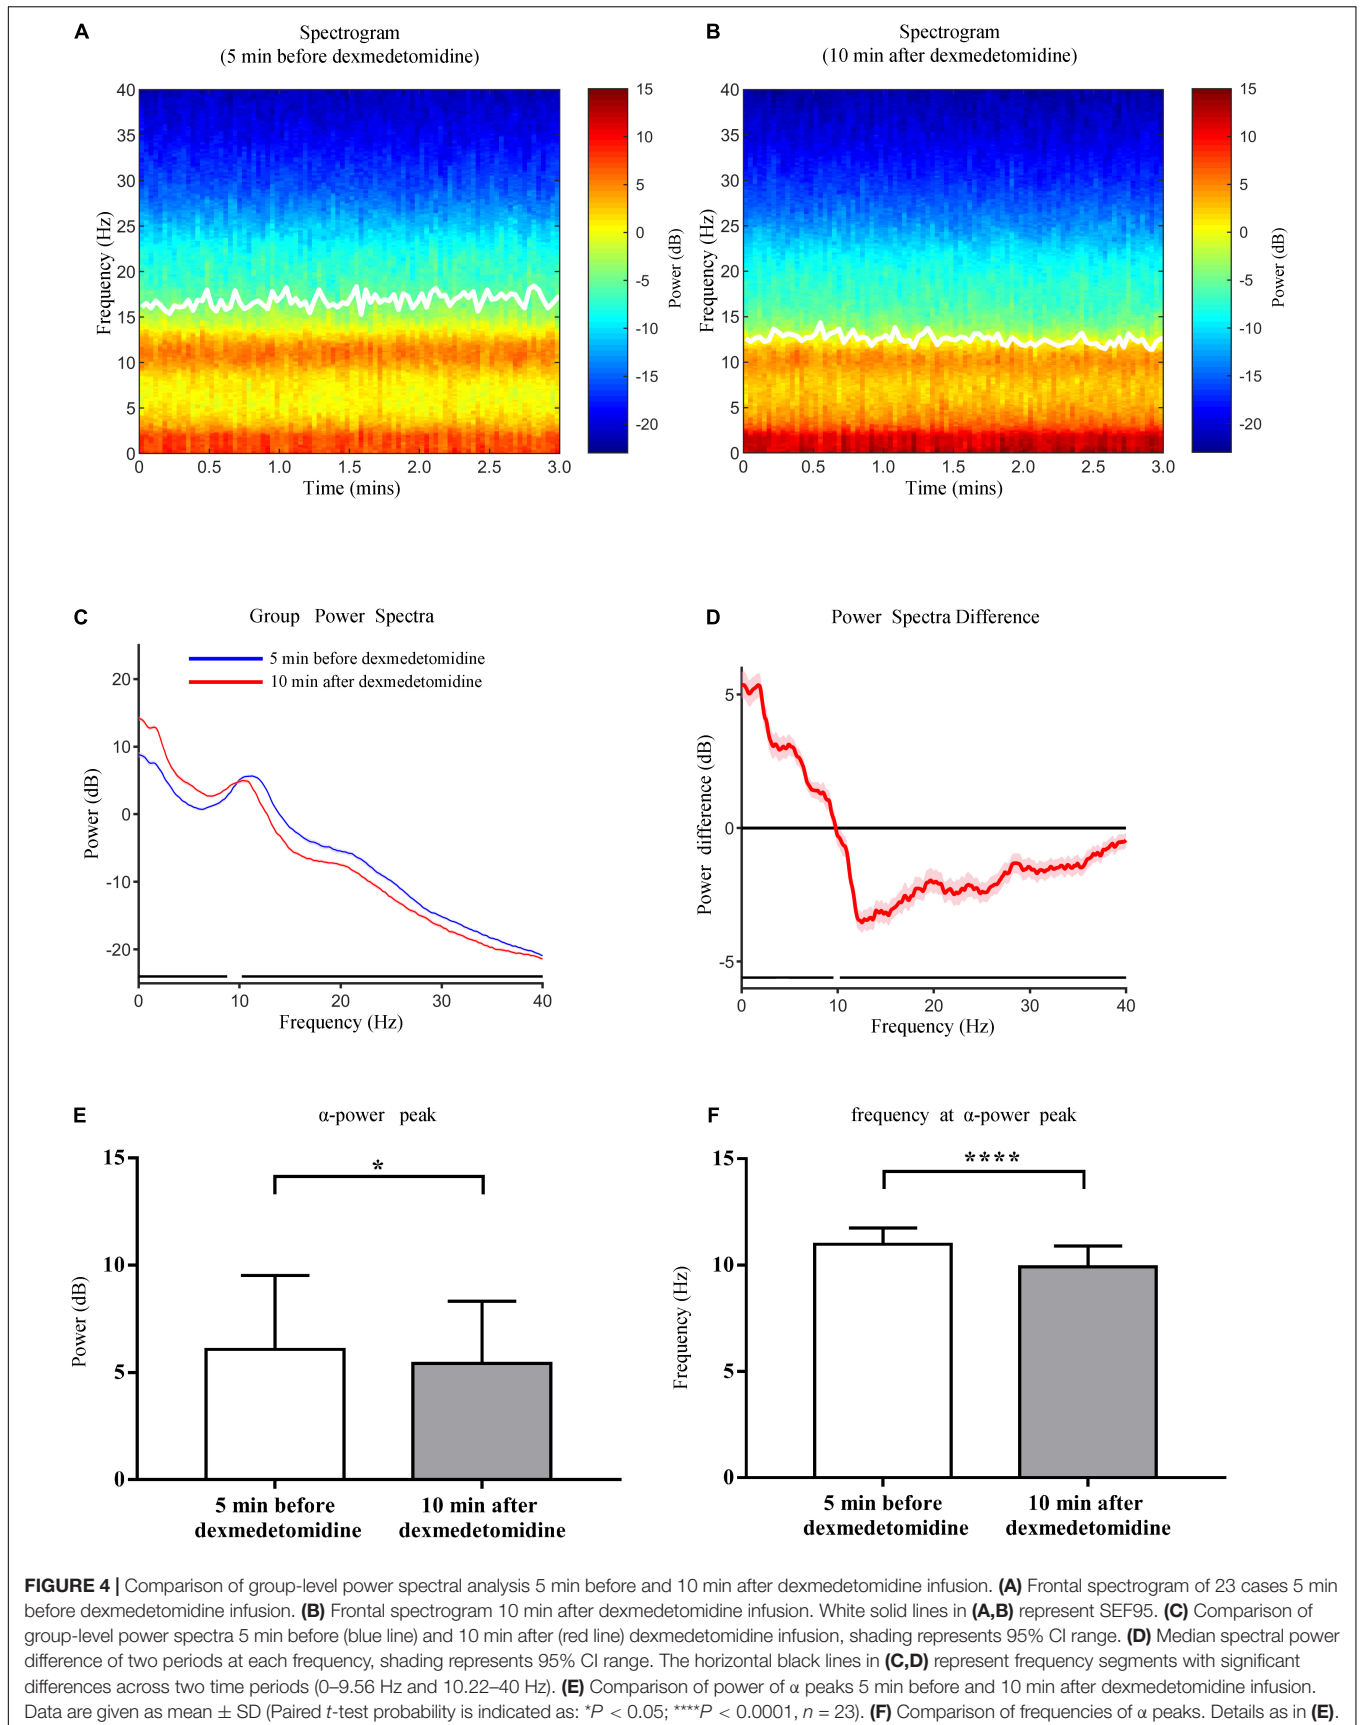 A
Spectrogram
(5 min before dexmedetomidine)
40
35
30
25
20
15
10
5
0
Frequency (Hz)
0 0.5 1.0 1.5 2.0 2.5 3.0
Time (mins)
15
10
5
0
-5
-10
-15
-20
Power (dB)
B
Spectrogram
(10 min after dexmedetomidine)
40
35
30
25
20
15
10
5
0
Frequency (Hz)
0 0.5 1.0 1.5 2.0 2.5 3.0
Time (mins)
15
10
5
0
-5
-10
-15
-20
Power (dB)
C
Group Power Spectra
5 min before dexmedetomidine
10 min after dexmedetomidine
20
10
0
-10
-20
Power (dB)
0 10 20 30 40
Frequency (Hz)
D
Power Spectra Difference
5
0
-5
Power difference (dB)
0 10 20 30 40
Frequency (Hz)
E
α-power peak
*
15
10
5
0
Power (dB)
5 min before
dexmedetomidine
10 min after
dexmedetomidine
F
frequency at α-power peak
****
15
10
5
0
Frequency (Hz)
5 min before
dexmedetomidine
10 min after
dexmedetomidine
FIGURE 4 | Comparison of group-level power spectral analysis 5 min before and 10 min after dexmedetomidine infusion. (A) Frontal spectrogram of 23 cases 5 min
before dexmedetomidine infusion. (B) Frontal spectrogram 10 min after dexmedetomidine infusion. White solid lines in (A,B) represent SEF95. (C) Comparison of
group-level power spectra 5 min before (blue line) and 10 min after (red line) dexmedetomidine infusion, shading represents 95% CI range. (D) Median spectral power
difference of two periods at each frequency, shading represents 95% CI range. The horizontal black lines in (C,D) represent frequency segments with significant
differences across two time periods (0–9.56 Hz and 10.22–40 Hz). (E) Comparison of power of α peaks 5 min before and 10 min after dexmedetomidine infusion.
Data are given as mean ± SD (Paired t-test probability is indicated as: *P < 0.05; ****P < 0.0001, n = 23). (F) Comparison of frequencies of α peaks. Details as in (E).